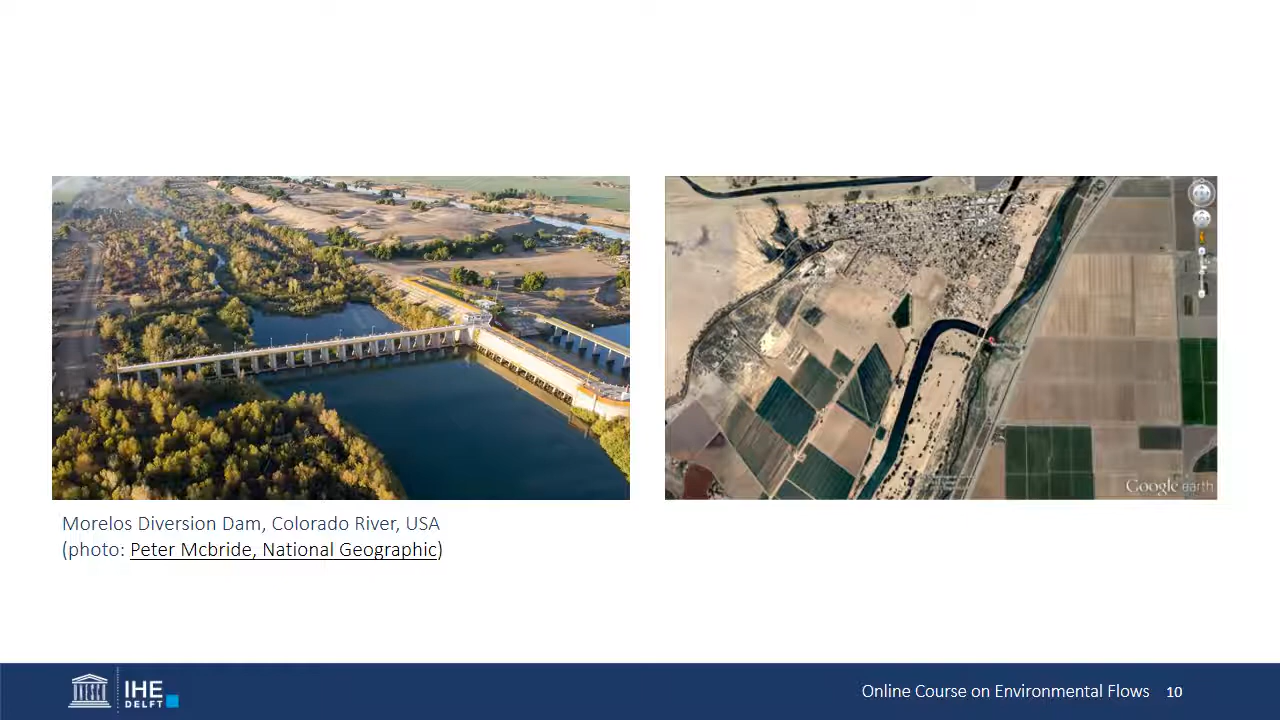 Google earth
Morelos Diversion Dam, Colorado River, USA
(photo: Peter Mcbride, National Geographic)
IHE
DELFT
Online Course on Environmental Flows 10